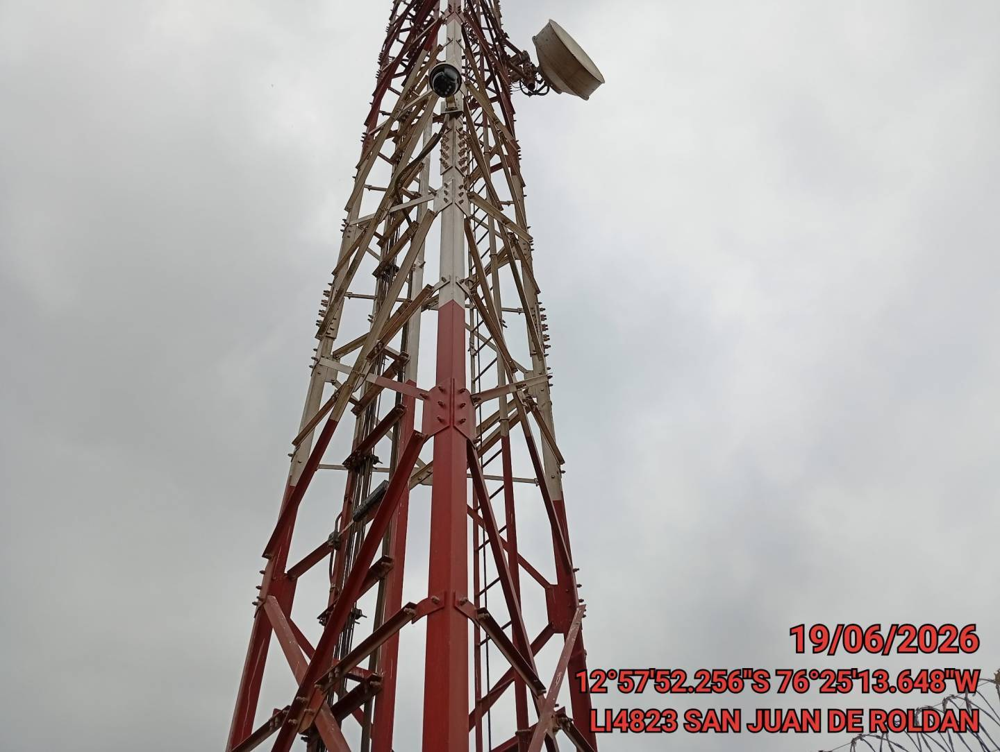 19/06/2026
12°57'52.256"S 76°25'13.648"W
LI4823 SAN JUAN DE ROLDAN